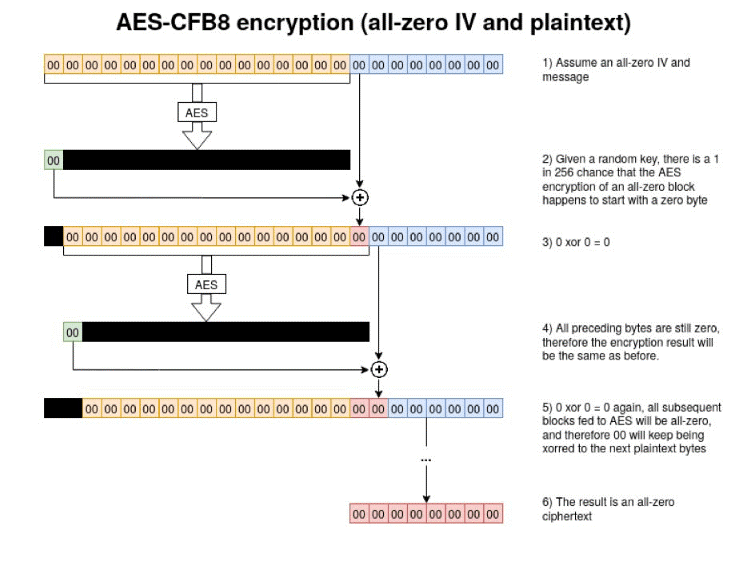 AES-CFB8 encryption (all-zero IV and plaintext)
00 00 00 00 00 00 00 00 00 00 00 00 00 00 00 00 00 00 00 00 00 00 00 00
1) Assume an all-zero IV and
message
AES
00
2) Given a random key, there is a 1
in 256 chance that the AES
encryption of an all-zero block
happens to start with a zero byte
00 00 00 00 00 00 00 00 00 00 00 00 00 00 00 00 00 00 00 00 00 00 00
3) 0 xor 0 = 0
AES
00
4) All preceding bytes are still zero,
therefore the encryption result will
be the same as before.
00 00 00 00 00 00 00 00 00 00 00 00 00 00 00 00 00 00 00 00 00 00
5) 0 xor 0 = 0 again, all subsequent
blocks fed to AES will be all-zero,
and therefore 00 will keep being
xorred to the next plaintext bytes
...
00 00 00 00 00 00 00 00
6) The result is an all-zero
ciphertext